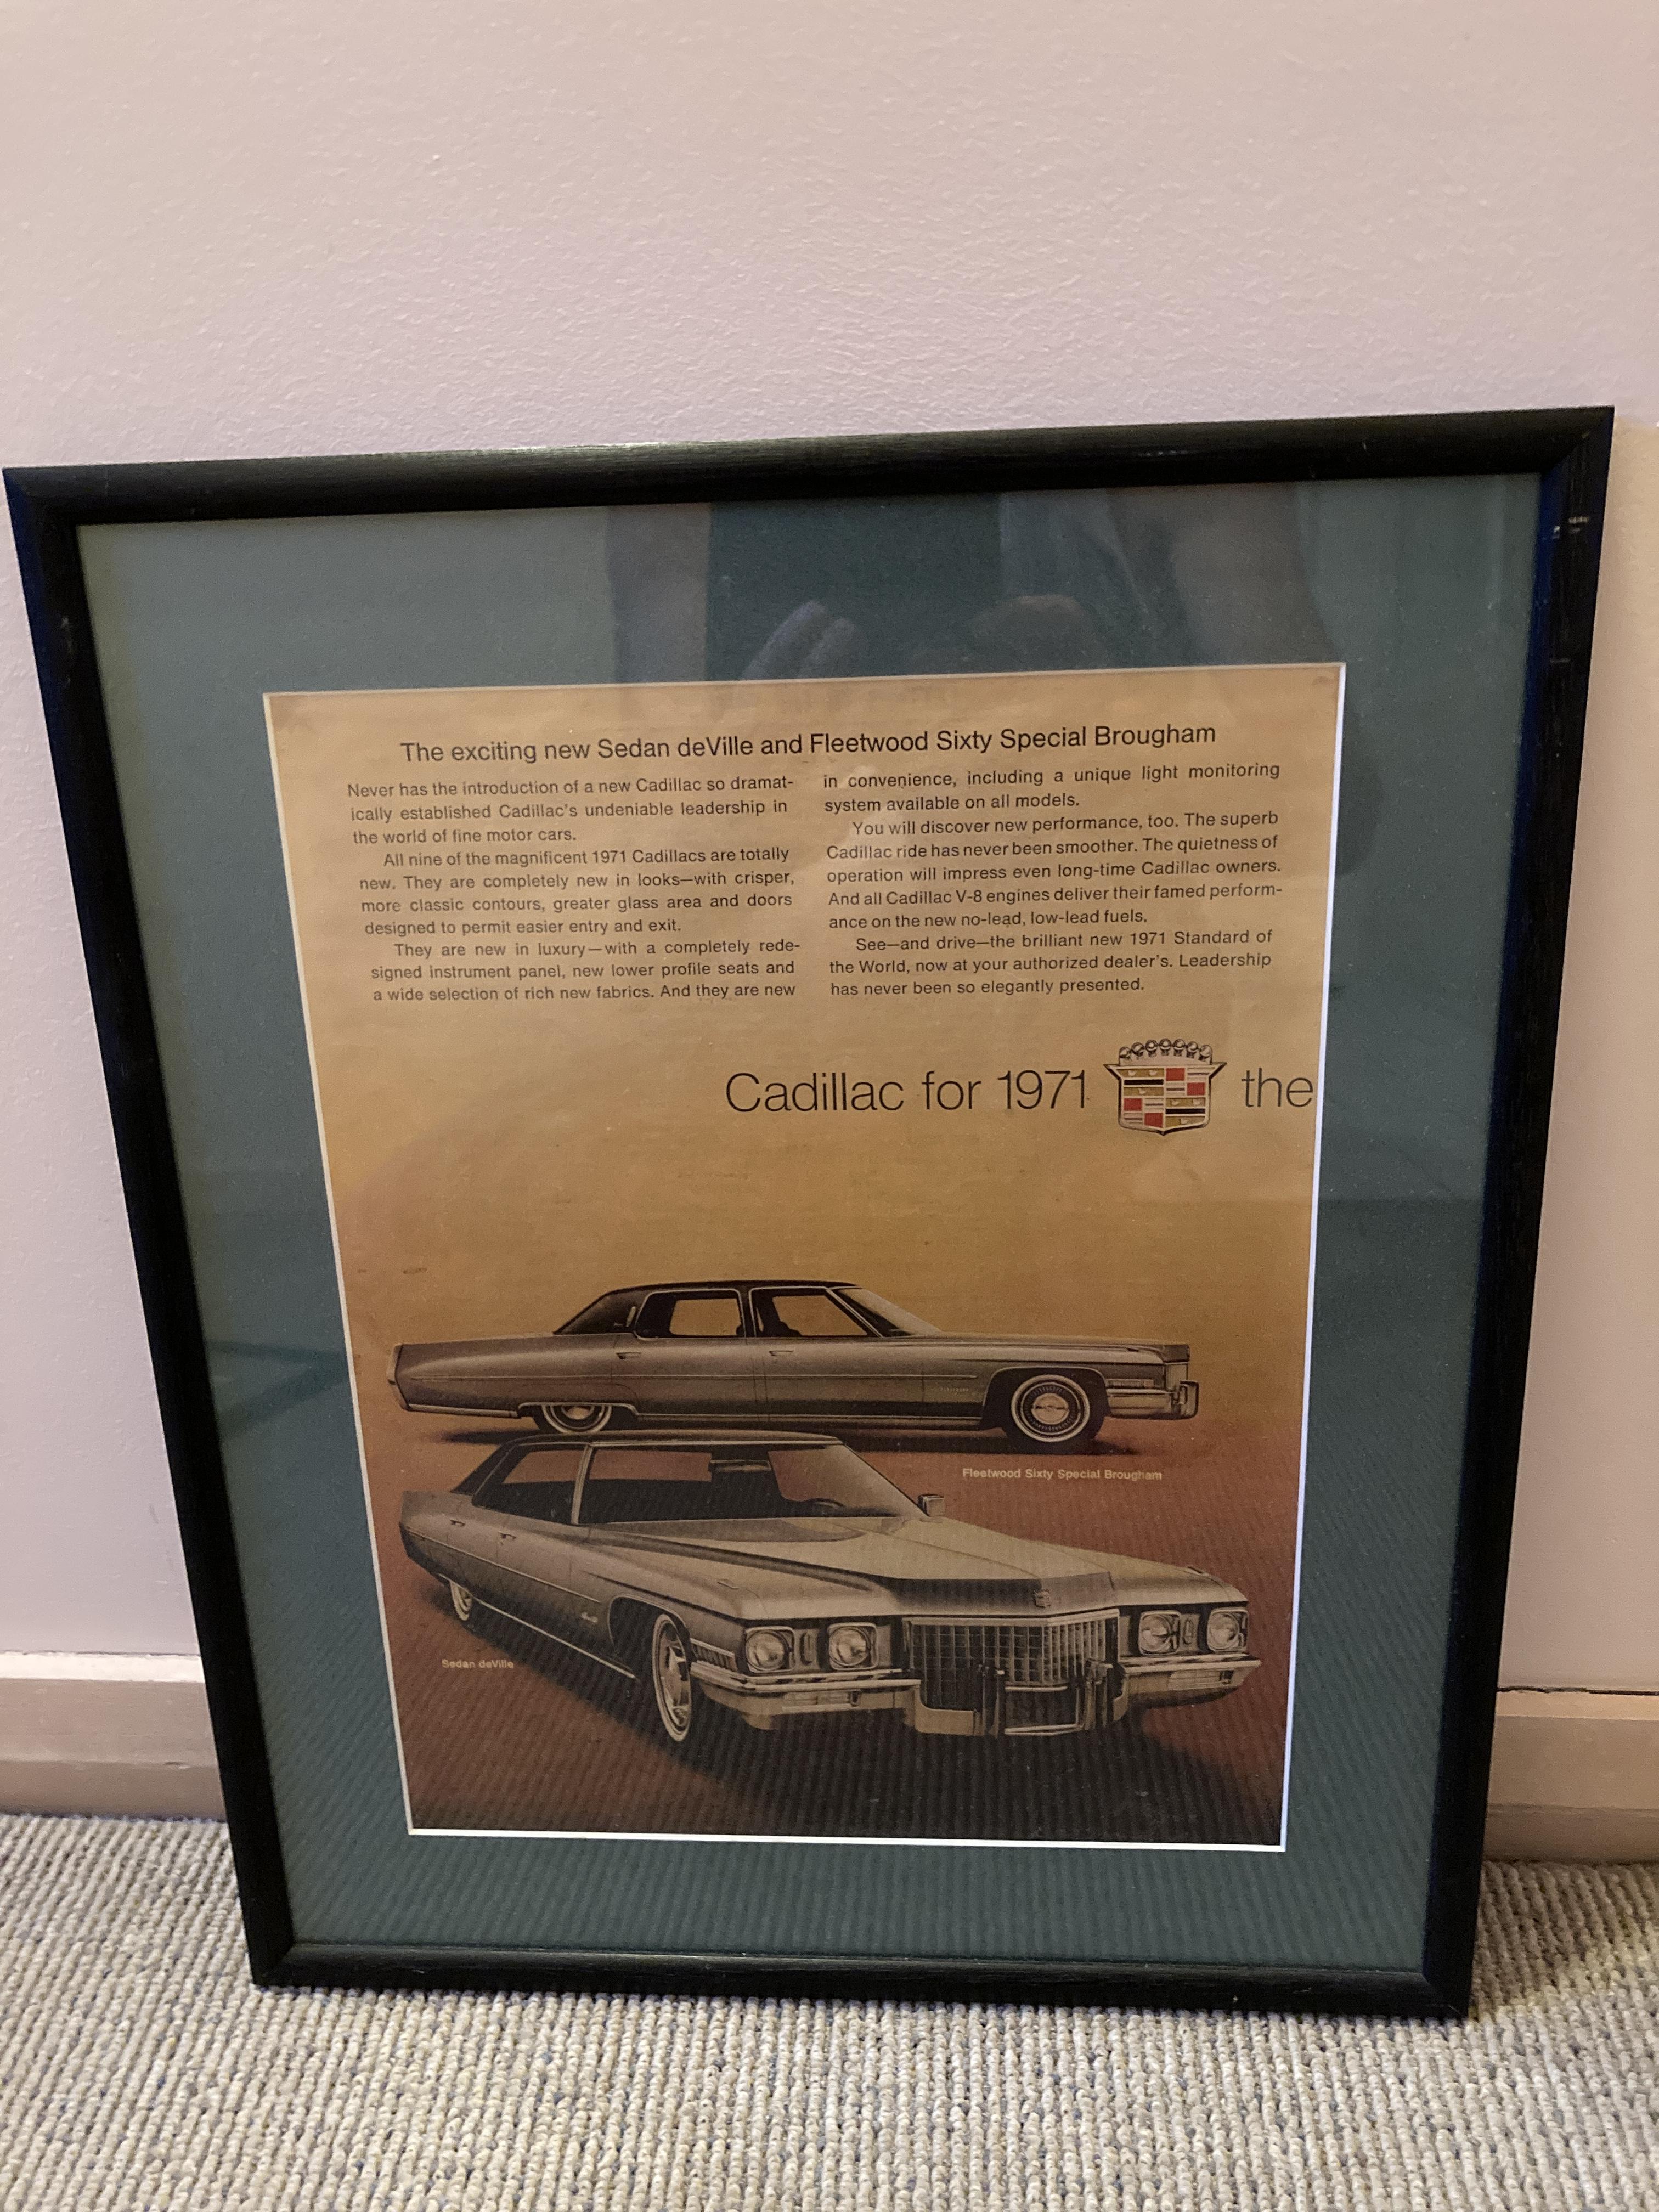 The exciting new Sedan deVille and Fleetwood Sixty Special Brougham
Never has the introduction of a new Cadillac so dramat-
ically established Cadillac's undeniable leadership in
the world of fine motor cars.
All nine of the magnificent 1971 Cadillacs are totally
new. They are completely new in looks—with crisper,
more classic contours, greater glass area and doors
designed to permit easier entry and exit.
They are new in luxury—with a completely rede-
signed instrument panel, new lower profile seats and
a wide selection of rich new fabrics. And they are new
in convenience, including a unique light monitoring
system available on all models.
You will discover new performance, too. The superb
Cadillac ride has never been smoother. The quietness of
operation will impress even long-time Cadillac owners.
And all Cadillac V-8 engines deliver their famed perform-
ance on the new no-lead, low-lead fuels.
See—and drive—the brilliant new 1971 Standard of
the World, now at your authorized dealer's. Leadership
has never been so elegantly presented.
Cadillac for 1971 the
Fleetwood Sixty Special Brougham
Sedan deVille